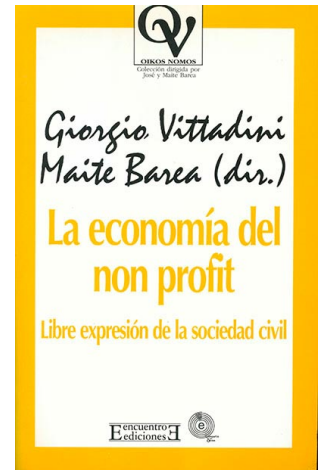 OV
OIKOS NOMOS
Colección dirigida por
José y Maite Barea
Giorgio Vittadini
Maite Barea (dir.)
La economía del
non profit
Libre expresión de la sociedad civil
encuentro
ediciones
e